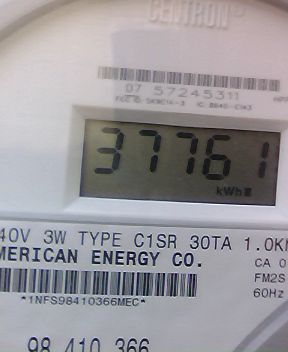 CENTRON®
07 57245311
37761
kWh
40V 3W TYPE C1SR 30TA 1.0K
MERICAN ENERGY CO.
CA 0
FM2S
60Hz
*1NFS98410366MEC*
98 410 366